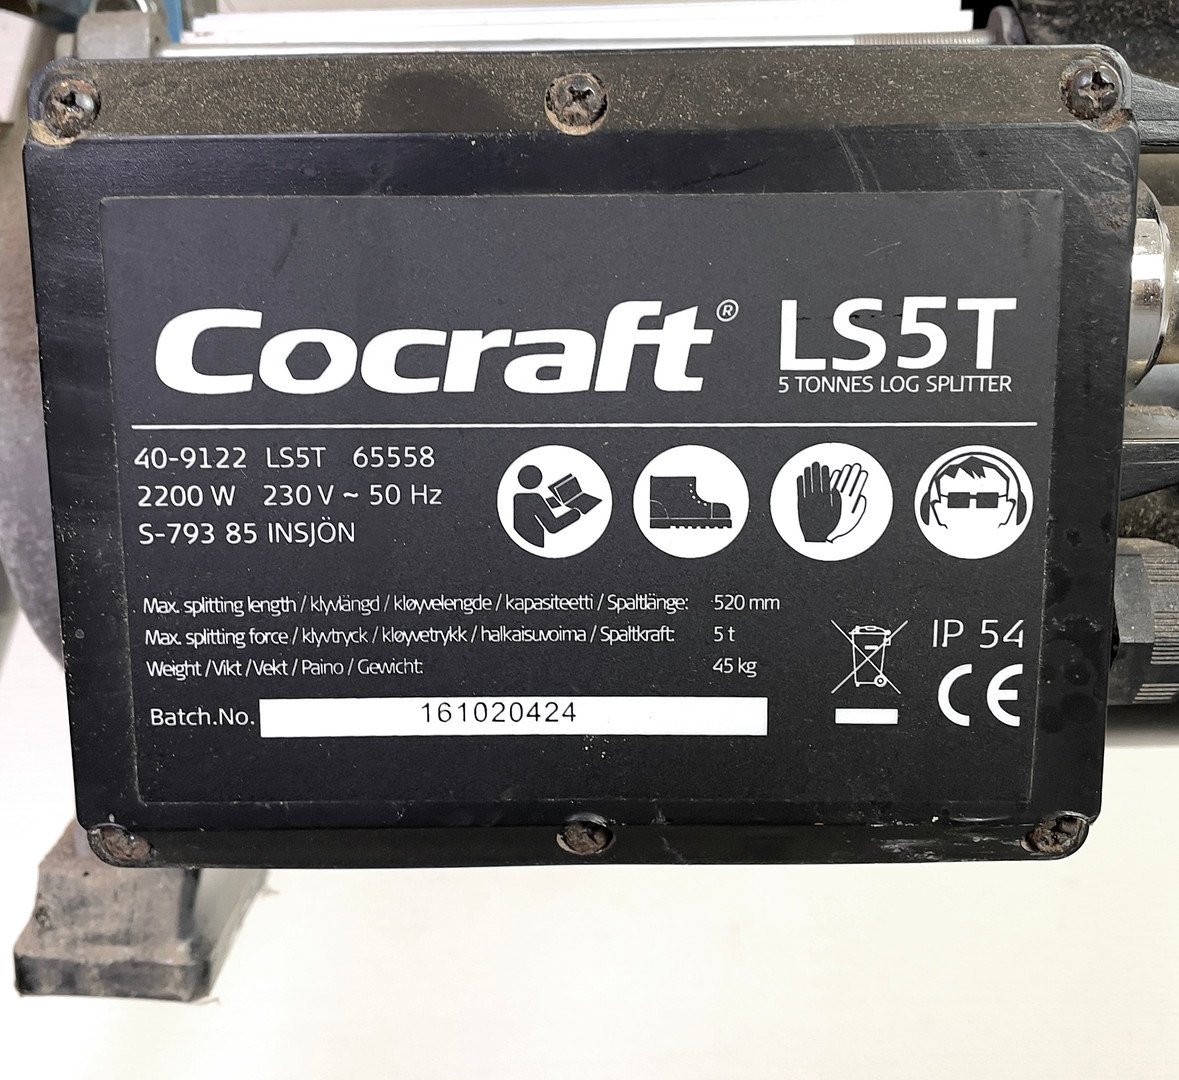 Cocraft® LS5T
5 TONNES LOG SPLITTER
40-9122 LS5T 65558
2200 W 230 V ~ 50 Hz
S-793 85 INSJÖN
Max. splitting length / klyvlängd / kløyvelengde / kapasiteetti / Spaltlänge: 520 mm
Max. splitting force / klyvtryck / kløyvetrykk / halkaisuvoima / Spaltkraft: 5 t
Weight / Vikt / Vekt / Paino / Gewicht: 45 kg
IP 54
CE
Batch.No. 161020424